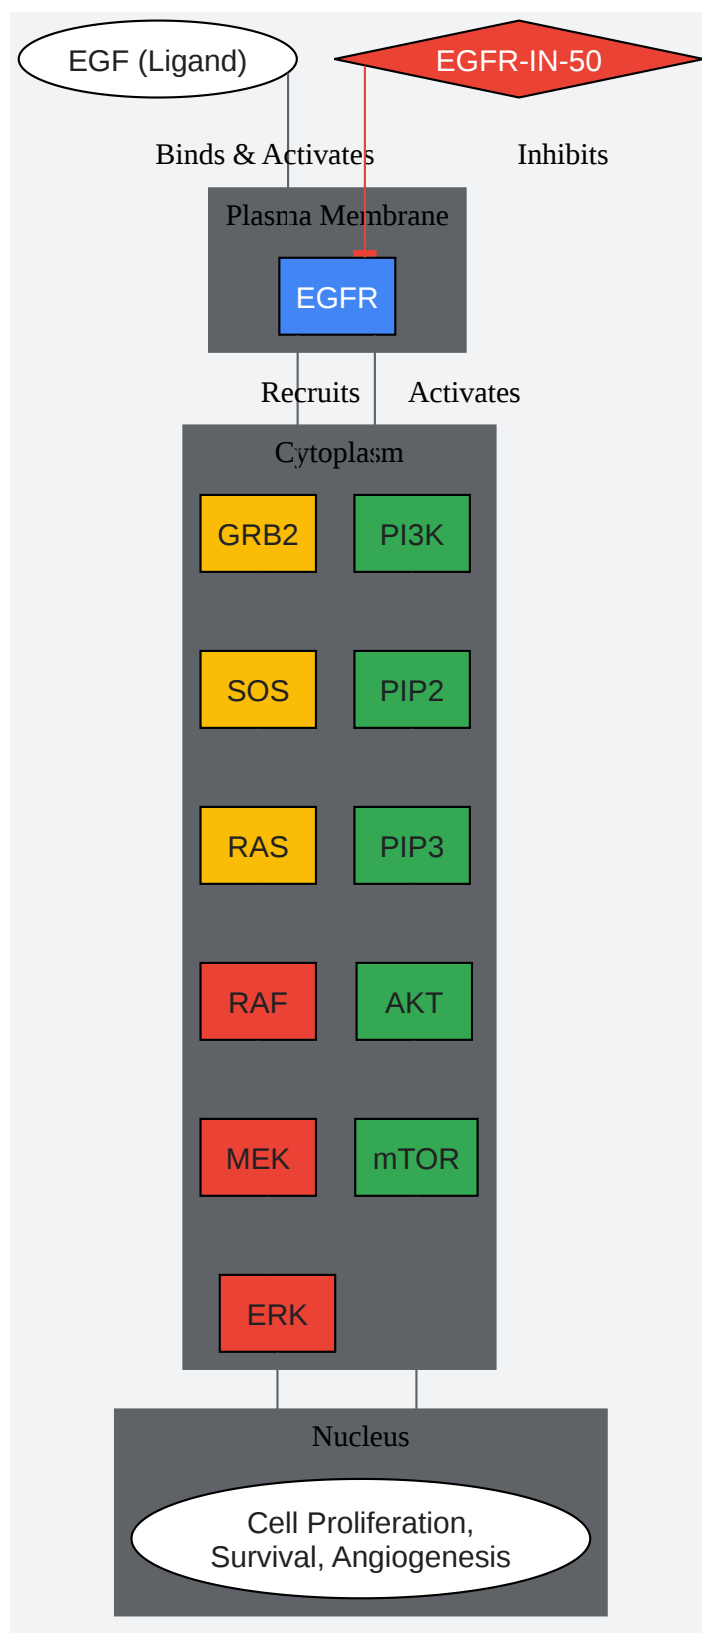 EGF (Ligand)
EGFR-IN-50
Binds & Activates
Inhibits
Plasma Membrane
EGFR
Recruits
Activates
Cytoplasm
GRB2
PI3K
SOS
PIP2
RAS
PIP3
RAF
AKT
MEK
mTOR
ERK
Nucleus
Cell Proliferation,
Survival, Angiogenesis